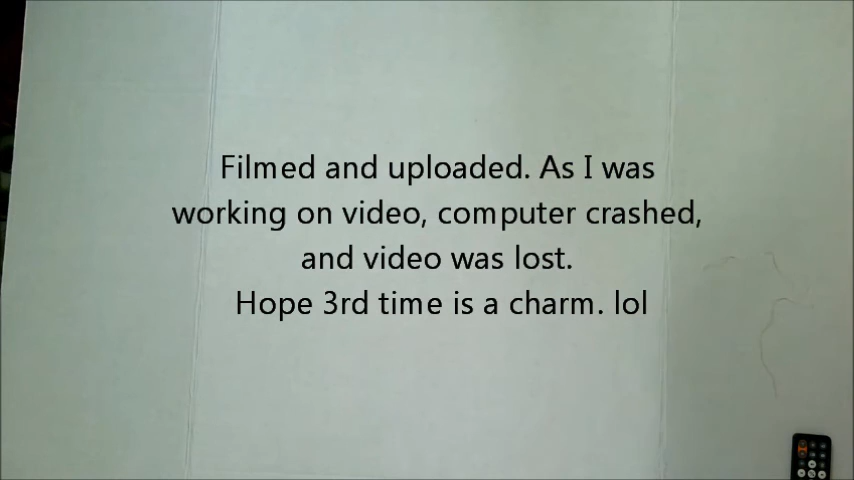 Filmed and uploaded. As I was
working on video, computer crashed,
and video was lost.
Hope 3rd time is a charm. lol